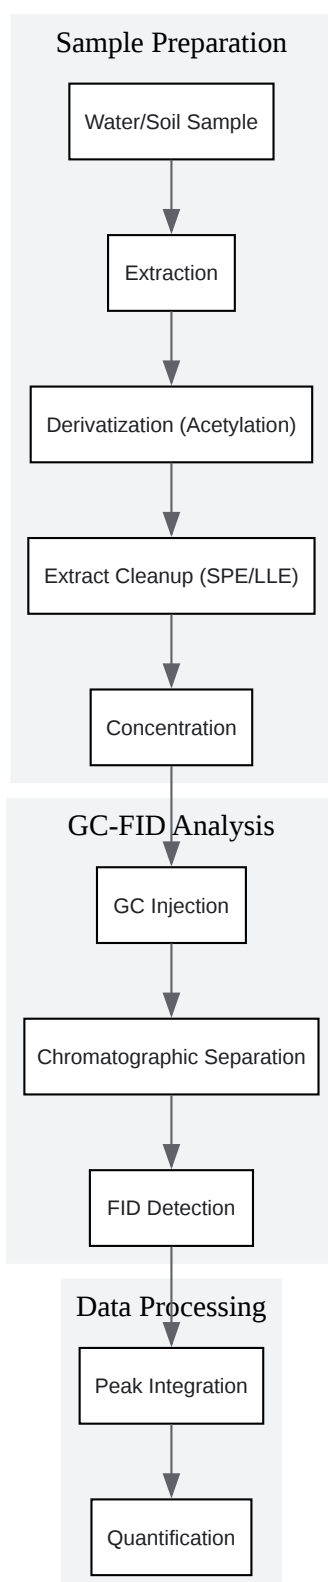 Sample Preparation
Water/Soil Sample
Extraction
Derivatization (Acetylation)
Extract Cleanup (SPE/LLE)
Concentration
GC-FID Analysis
GC Injection
Chromatographic Separation
FID Detection
Data Processing
Peak Integration
Quantification